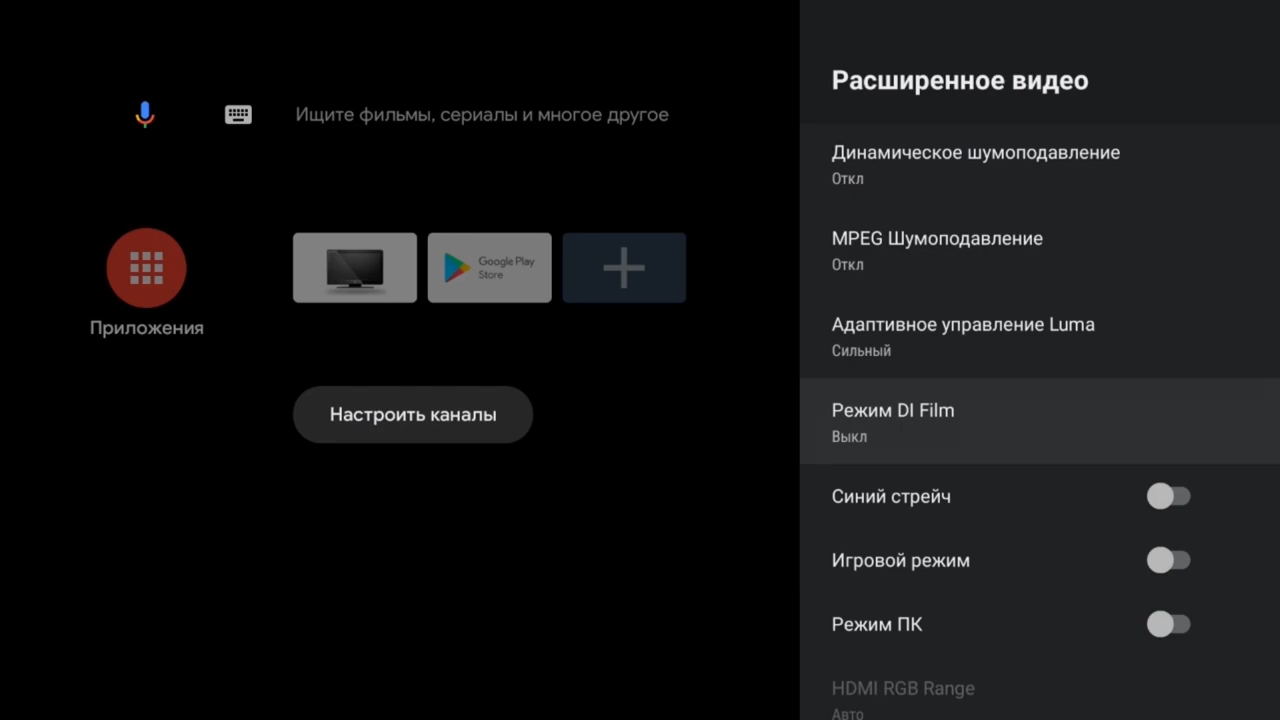 Ищите фильмы, сериалы и многое другое
Google Play
Store
Приложения
Настроить каналы
Расширенное видео
Динамическое шумоподавление
Откл
MPEG Шумоподавление
Откл
Адаптивное управление Luma
Сильный
Режим DI Film
Выкл
Синий стрейч
Игровой режим
Режим ПК
HDMI RGB Range
Авто